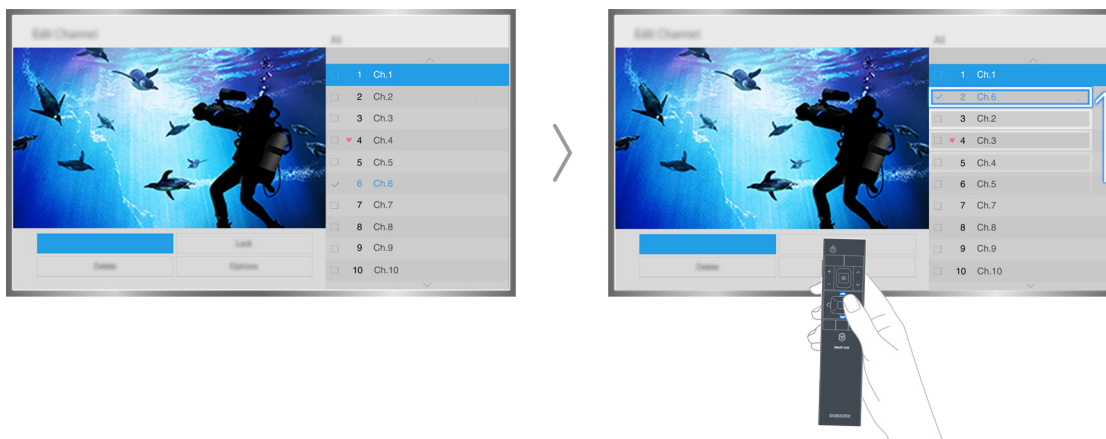 Edit Channel
All
1 Ch.1
2 Ch.2
3 Ch.3
4 Ch.4
5 Ch.5
6 Ch.6
7 Ch.7
8 Ch.8
9 Ch.9
10 Ch.10
Lock
Delete
Options
Edit Channel
All
1 Ch.1
2 Ch.6
3 Ch.2
4 Ch.3
5 Ch.4
6 Ch.5
7 Ch.7
8 Ch.8
9 Ch.9
10 Ch.10
Delete
SMART HUB
SAMSUNG